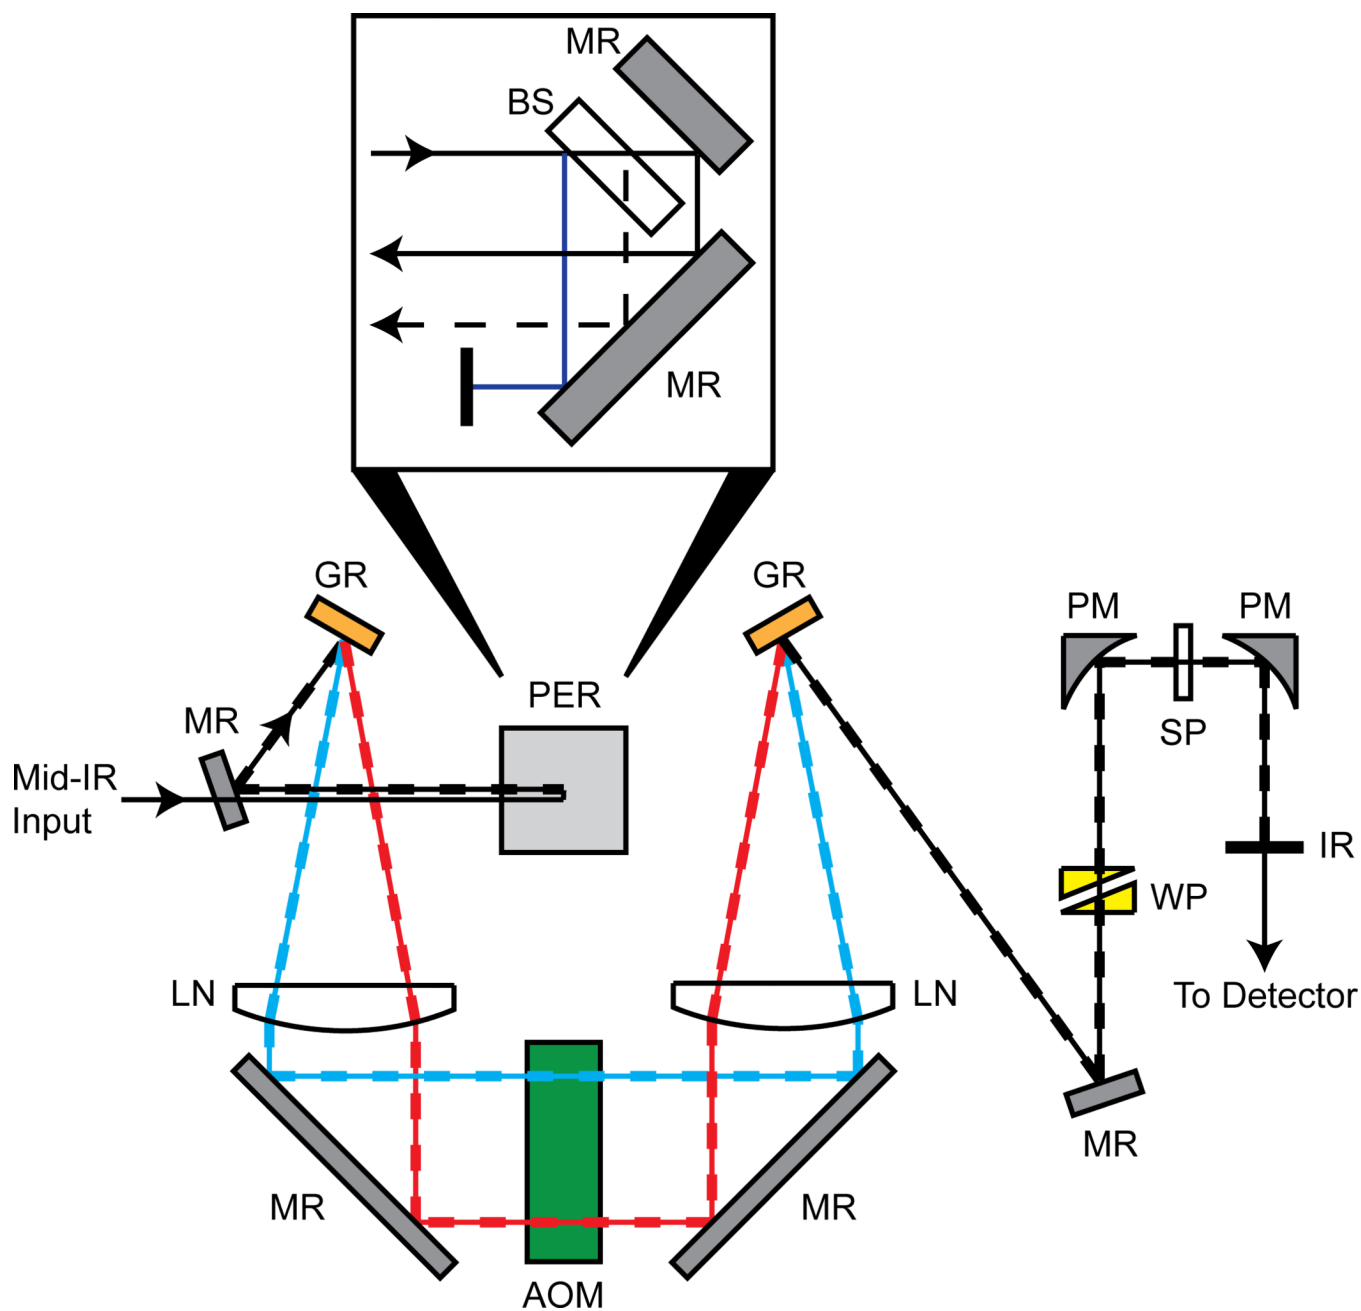 MR
BS
MR
GR
GR
PM
PM
PER
MR
SP
Mid-IR
Input
IR
WP
LN
LN
To Detector
MR
MR
MR
AOM